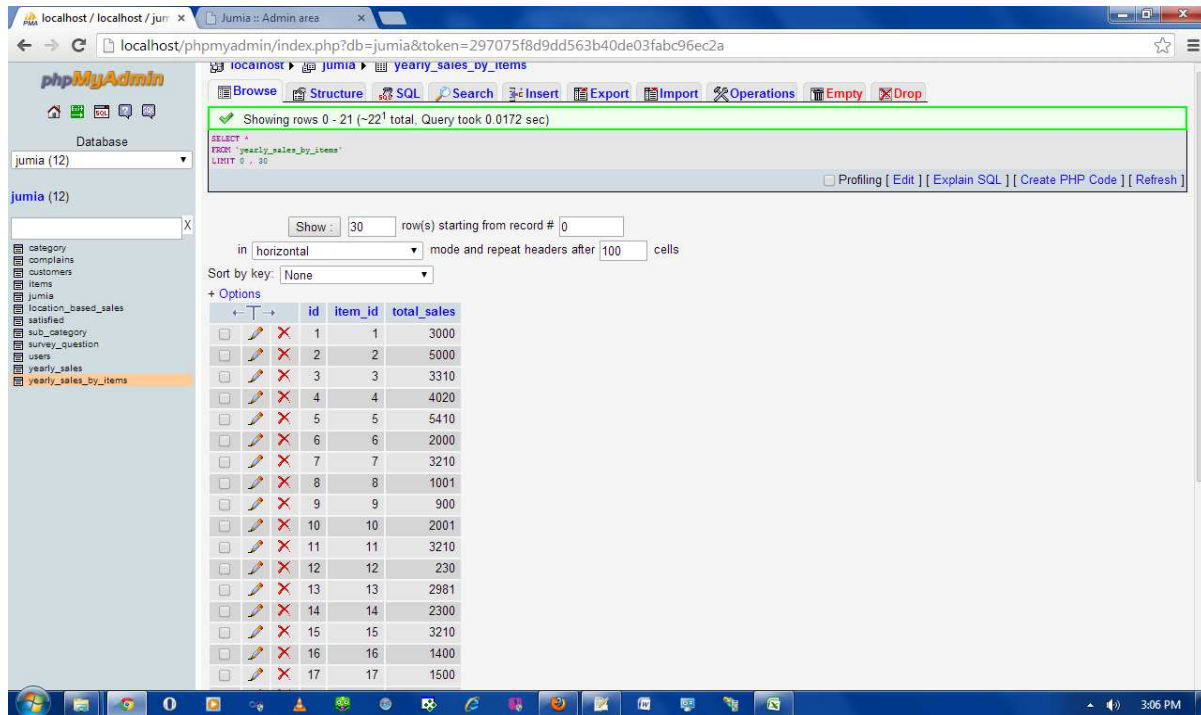 localhost / localhost / jum
Jumia :: Admin area
localhost/phpmyadmin/index.php?db=jumia&token=297075f8d9dd563b40de03fabc96ec2a
phpMyAdmin
Database
jumia (12)
jumia (12)
X
category
complains
customers
items
jumia
location_based_sales
satisfied
sub_category
survey_question
users
yearly_sales
yearly_sales_by_items
localhost ▸ jumia ▸ yearly_sales_by_items
Browse Structure SQL Search Insert Export Import Operations Empty Drop
Showing rows 0 - 21 (~22¹ total, Query took 0.0172 sec)
SELECT *
FROM `yearly_sales_by_items`
LIMIT 0 , 30
Profiling [ Edit ] [ Explain SQL ] [ Create PHP Code ] [ Refresh ]
Show : 30 row(s) starting from record # 0
in horizontal mode and repeat headers after 100 cells
Sort by key: None
+ Options
←T→ id item_id total_sales
1 1 3000
2 2 5000
3 3 3310
4 4 4020
5 5 5410
6 6 2000
7 7 3210
8 8 1001
9 9 900
10 10 2001
11 11 3210
12 12 230
13 13 2981
14 14 2300
15 15 3210
16 16 1400
17 17 1500
3:06 PM